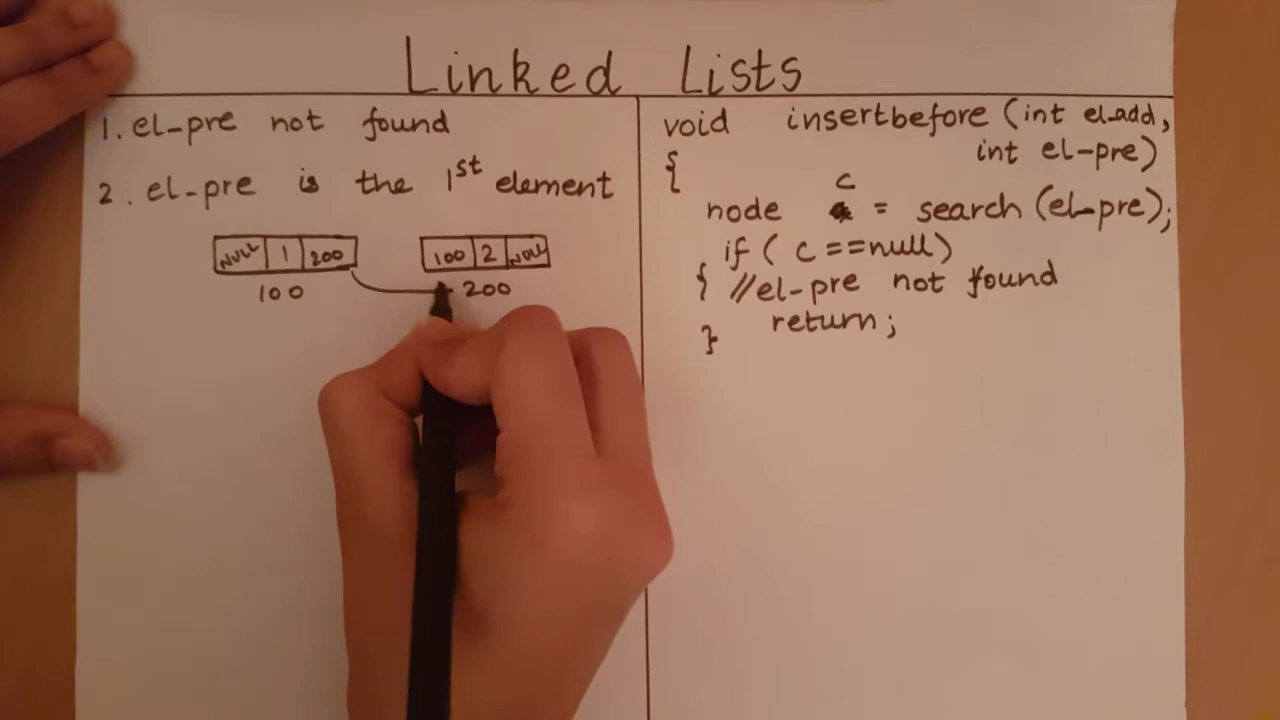 Linked Lists
1. el-pre not found
2. el-pre is the 1st element
NULL 1 200
100 2 NULL
100
200
void insertbefore (int el-add,
int el-pre)
{
c
node = search (el-pre);
if ( c ==null)
{ //el-pre not found
return;
}